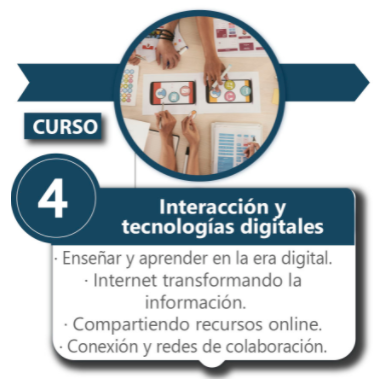 CURSO
4
Interacción y
tecnologías digitales
· Enseñar y aprender en la era digital.
· Internet transformando la
información.
· Compartiendo recursos online.
· Conexión y redes de colaboración.